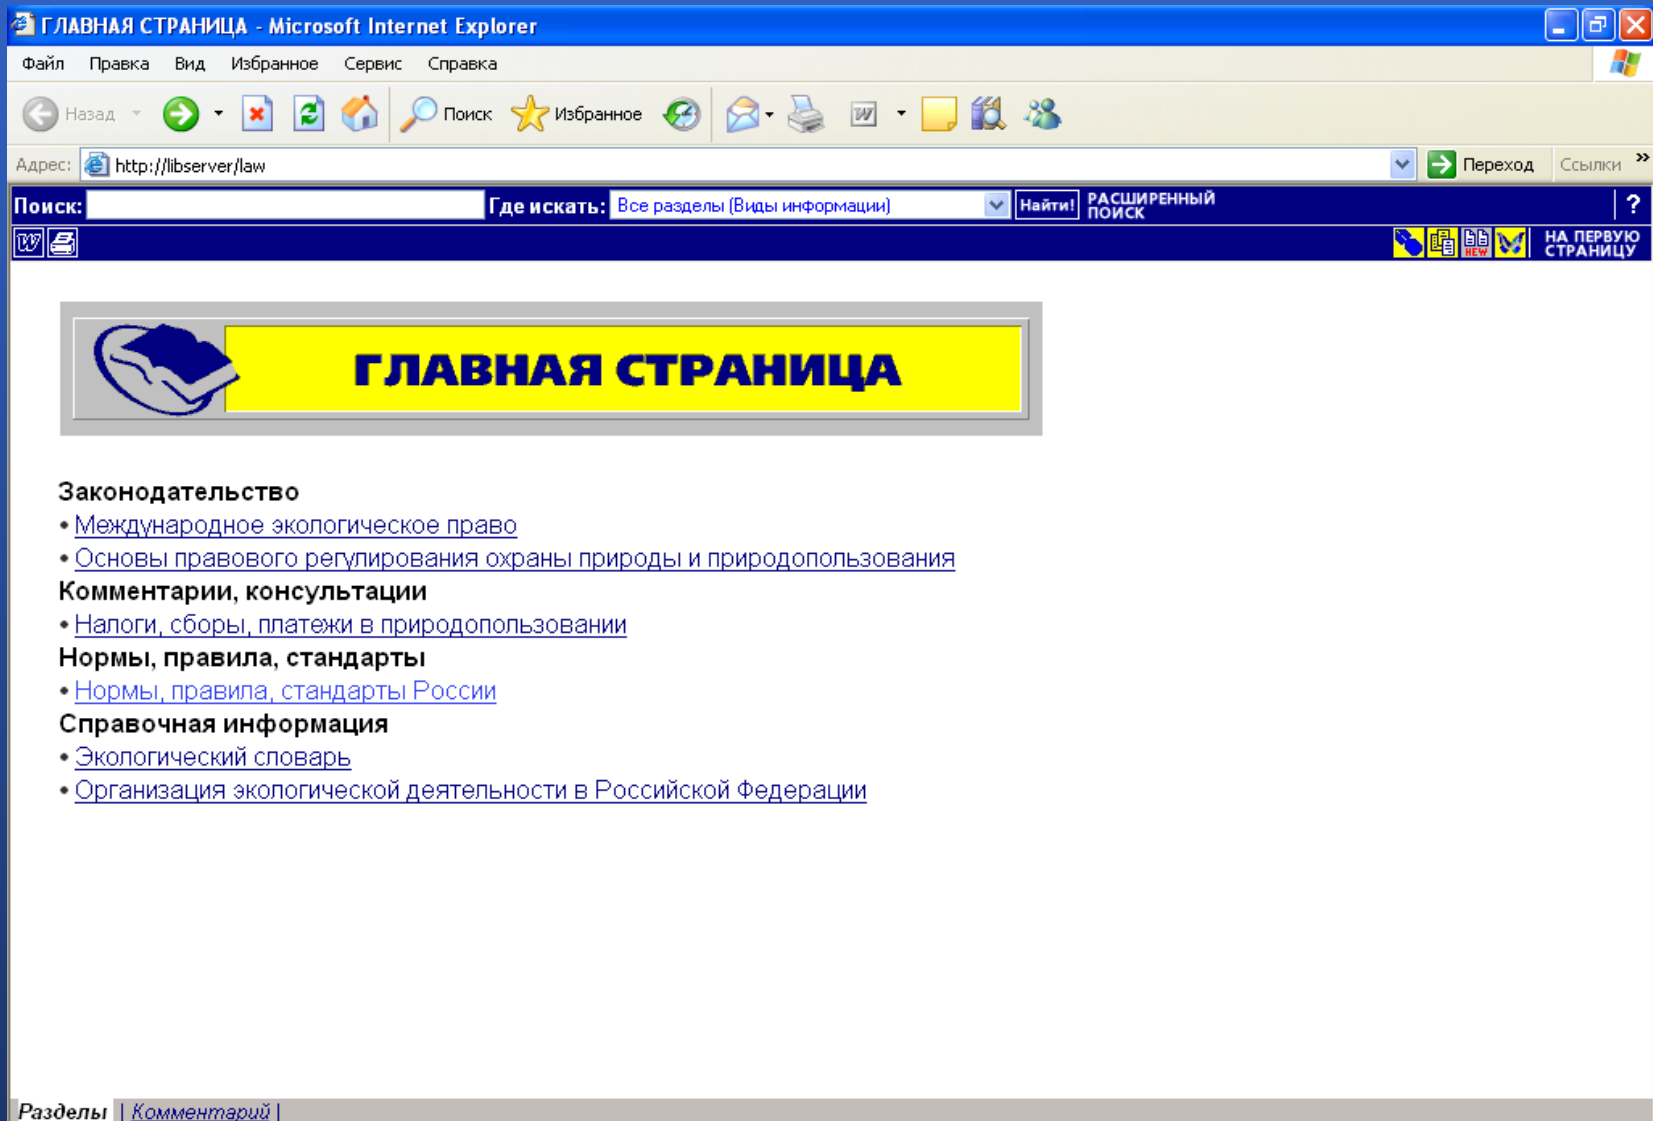 ГЛАВНАЯ СТРАНИЦА - Microsoft Internet Explorer
Файл Правка Вид Избранное Сервис Справка
Назад Поиск Избранное W
Адрес: http://libserver/law Переход Ссылки »
Поиск: Где искать: Все разделы (Виды информации) Найти! РАСШИРЕННЫЙ ПОИСК ?
W NEW НА ПЕРВУЮ СТРАНИЦУ
ГЛАВНАЯ СТРАНИЦА
Законодательство
• Международное экологическое право
• Основы правового регулирования охраны природы и природопользования
Комментарии, консультации
• Налоги, сборы, платежи в природопользовании
Нормы, правила, стандарты
• Нормы, правила, стандарты России
Справочная информация
• Экологический словарь
• Организация экологической деятельности в Российской Федерации
Разделы | Комментарий |